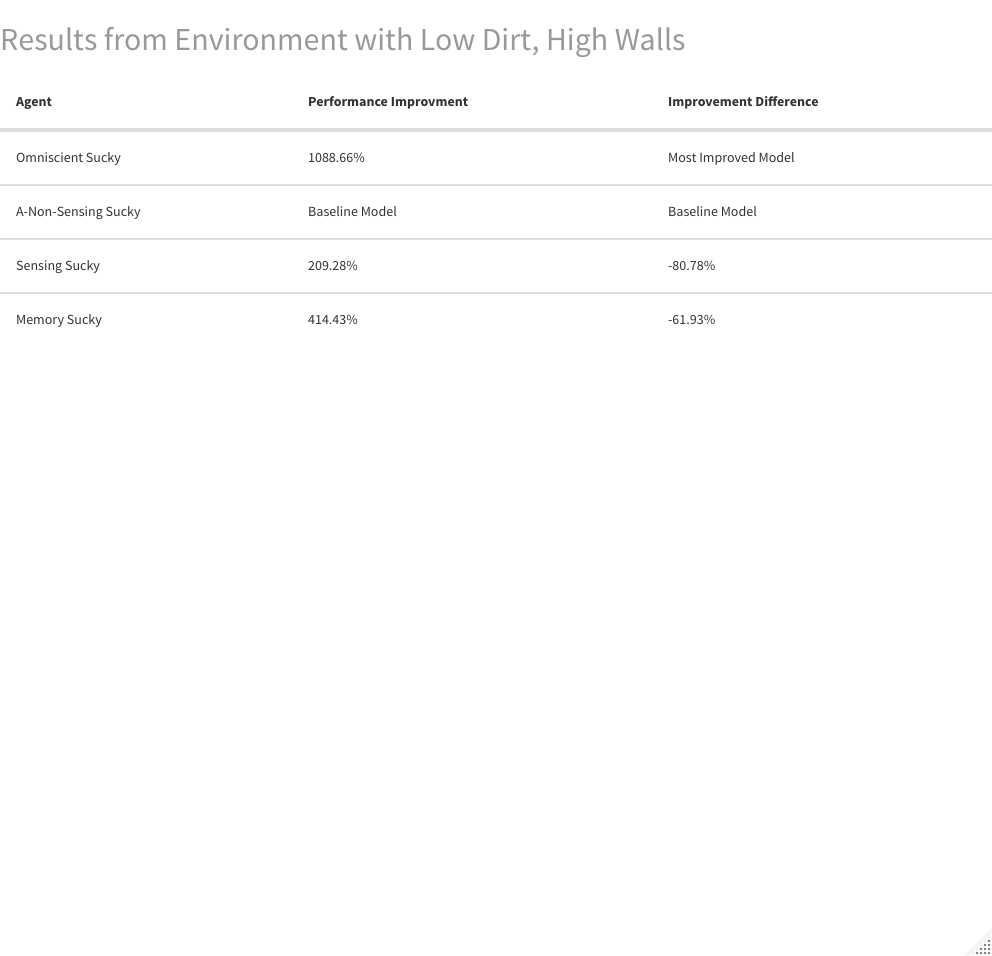 Results from Environment with Low Dirt, High Walls
Agent Performance Improvment Improvement Difference
Omniscient Sucky 1088.66% Most Improved Model
A-Non-Sensing Sucky Baseline Model Baseline Model
Sensing Sucky 209.28% -80.78%
Memory Sucky 414.43% -61.93%